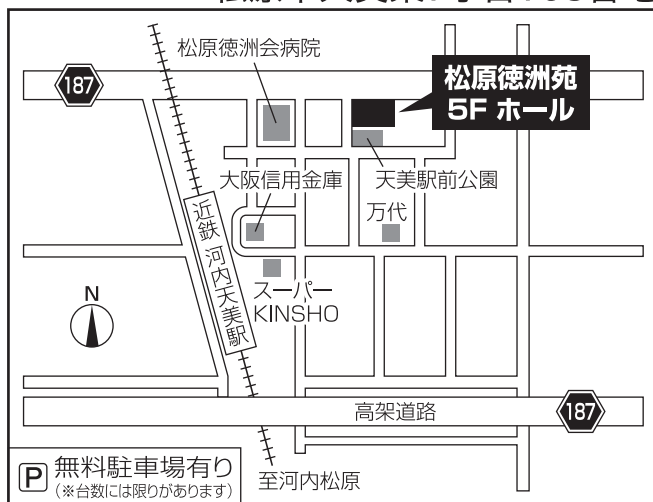 松原徳洲会病院
187
松原徳洲苑
5F ホール
大阪信用金庫
天美駅前公園
万代
近鉄 河内天美駅
スーパー
KINSHO
N
高架道路
187
P 無料駐車場有り
(※台数には限りがあります)
至河内松原